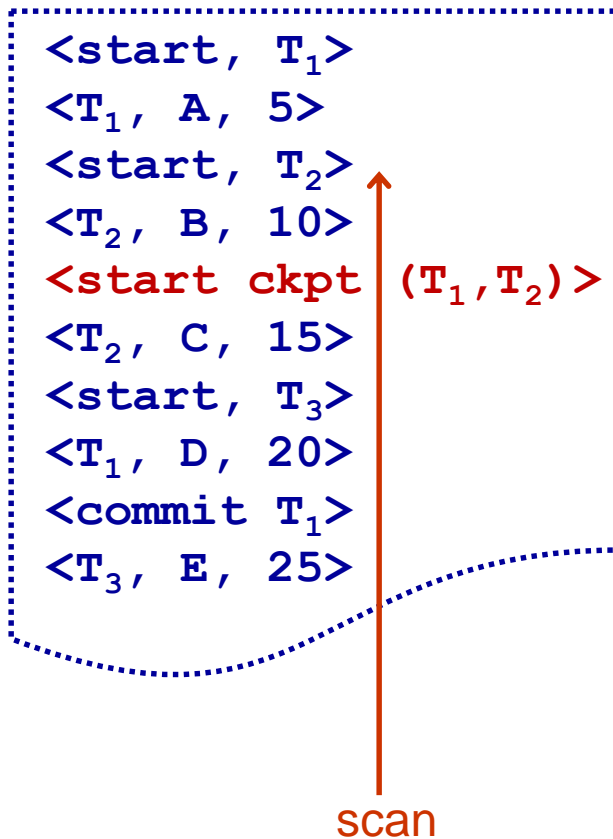 <start, T₁>
<T₁, A, 5>
<start, T₂>
<T₂, B, 10>
<start ckpt (T₁,T₂)>
<T₂, C, 15>
<start, T₃>
<T₁, D, 20>
<commit T₁>
<T₃, E, 25>
scan